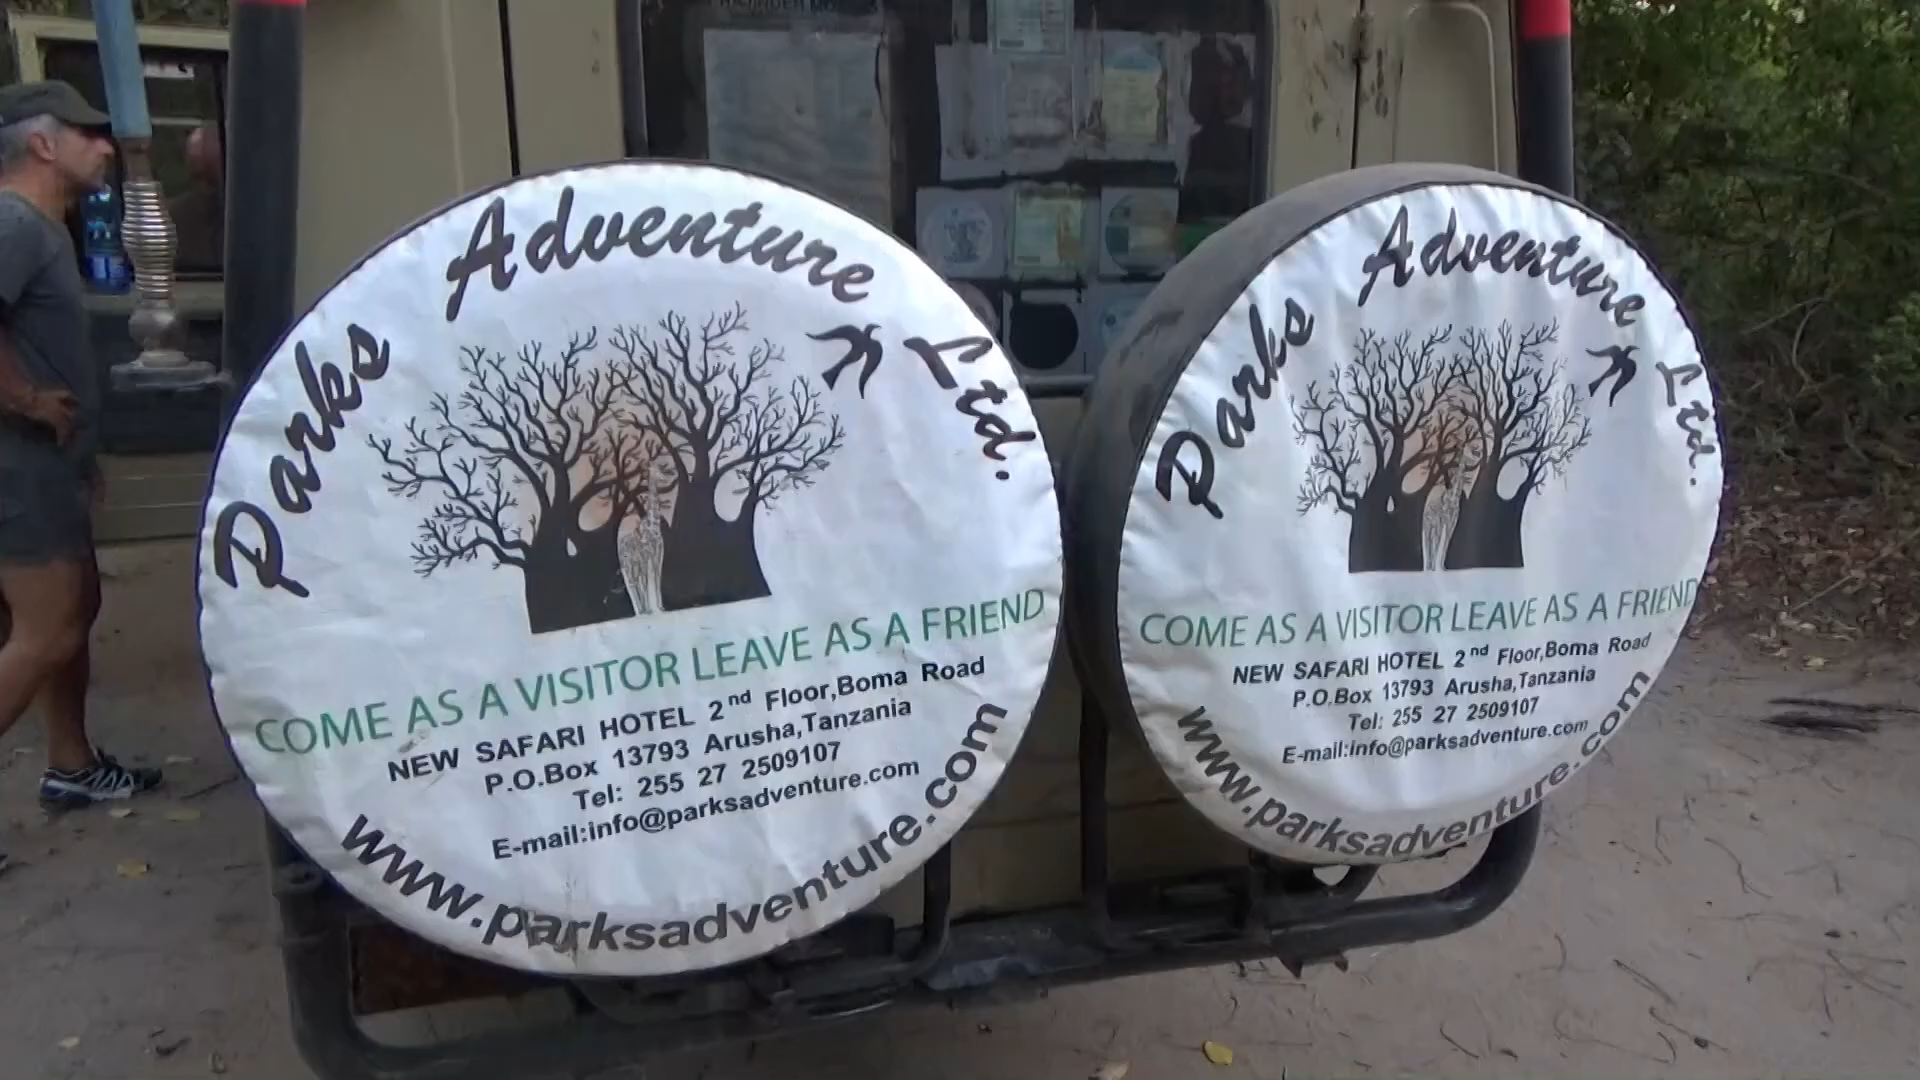 Parks Adventure Ltd.
COME AS A VISITOR LEAVE AS A FRIEND
NEW SAFARI HOTEL 2nd Floor,Boma Road
P.O.Box 13793 Arusha,Tanzania
Tel: 255 27 2509107
E-mail:info@parksadventure.com
www.parksadventure.com
Parks Adventure Ltd.
COME AS A VISITOR LEAVE AS A FRIEND
NEW SAFARI HOTEL 2nd Floor,Boma Road
P.O.Box 13793 Arusha,Tanzania
Tel: 255 27 2509107
E-mail:info@parksadventure.com
www.parksadventure.com